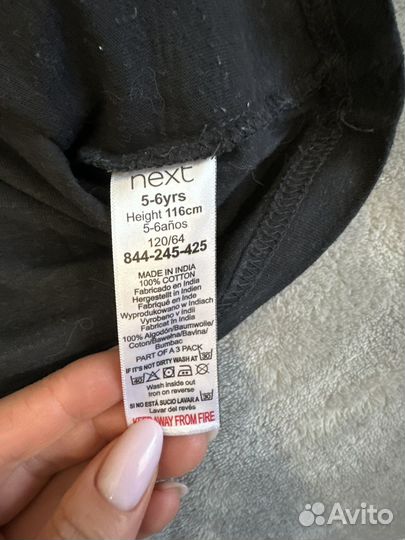 next
5-6yrs
Height 116cm
5-6años
120/64
844-245-425
MADE IN INDIA
100% COTTON
Fabricado en India
Hergestellt in Indien
Fabriqué en Inde
Wyprodukowano w Indisch
Vyrobeno v Indii
Fabricat în India
100% Algodón/Baumwolle/
Coton/Bawełna/Bavlna/
Bumbac
PART OF A 3 PACK
IF IT'S NOT DIRTY WASH AT 30
40
Wash inside out
Iron on reverse
SI NO ESTÁ SUCIO LAVAR A 30
Lavar del revés
KEEP AWAY FROM FIRE
Avito